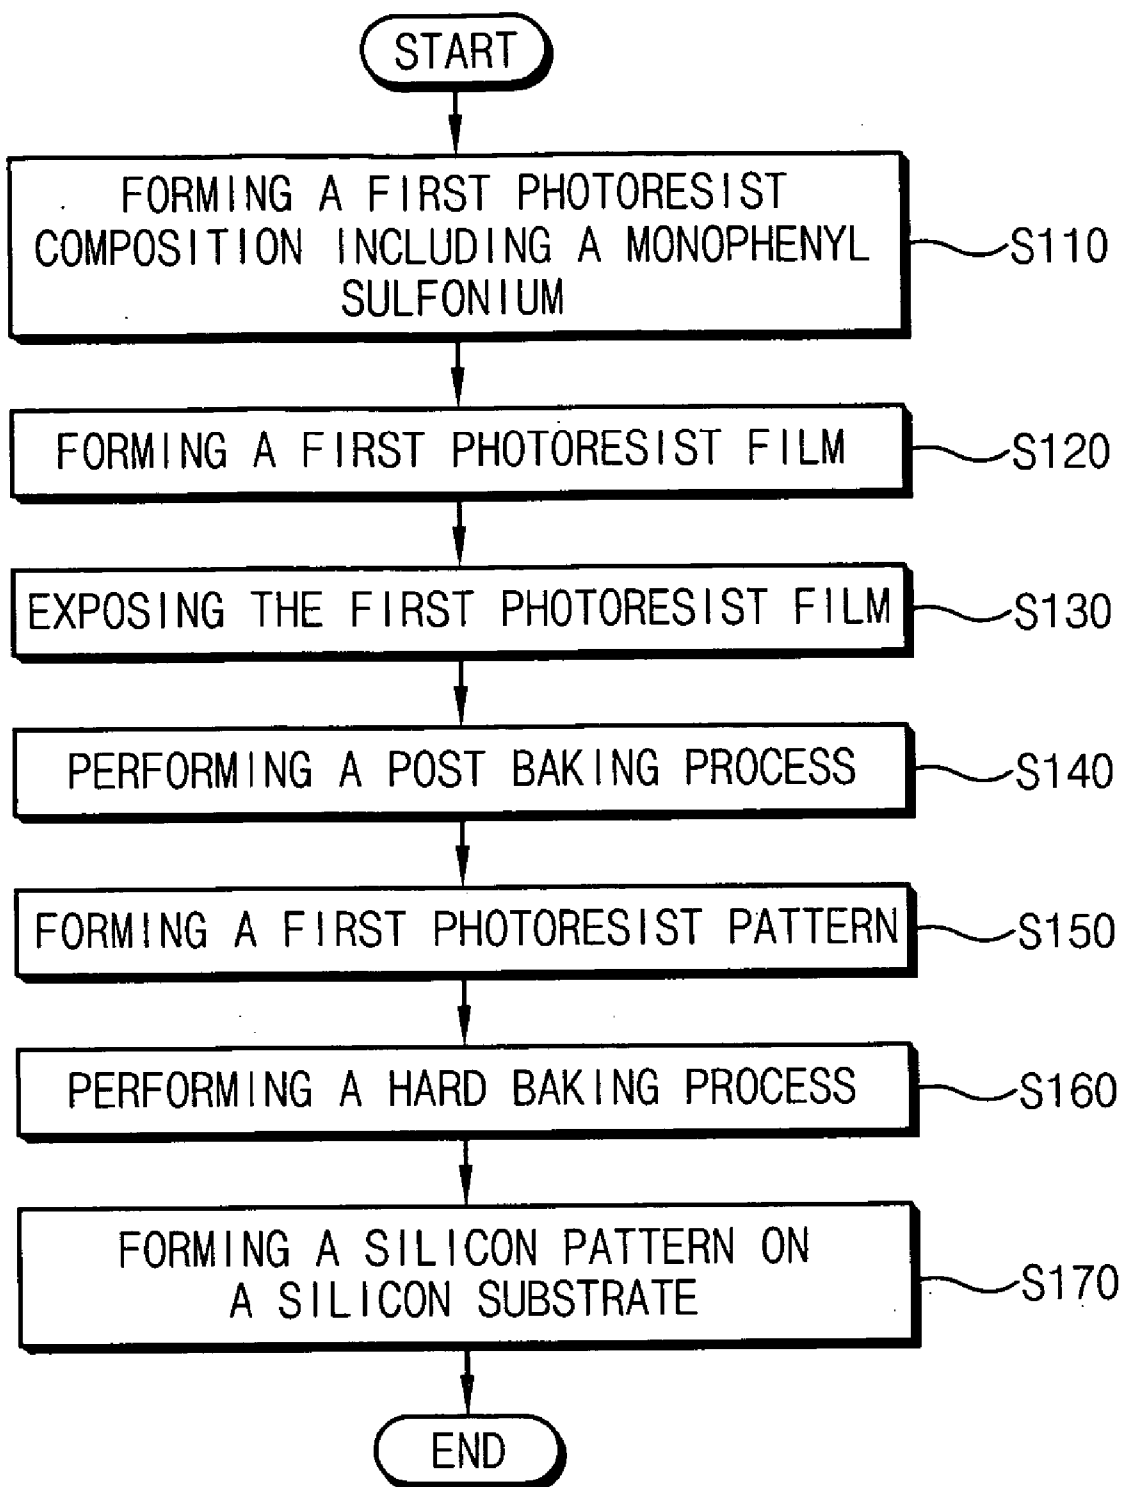 START
FORMING A FIRST PHOTORESIST
COMPOSITION INCLUDING A MONOPHENYL
SULFONIUM
S110
FORMING A FIRST PHOTORESIST FILM
S120
EXPOSING THE FIRST PHOTORESIST FILM
S130
PERFORMING A POST BAKING PROCESS
S140
FORMING A FIRST PHOTORESIST PATTERN
S150
PERFORMING A HARD BAKING PROCESS
S160
FORMING A SILICON PATTERN ON
A SILICON SUBSTRATE
S170
END